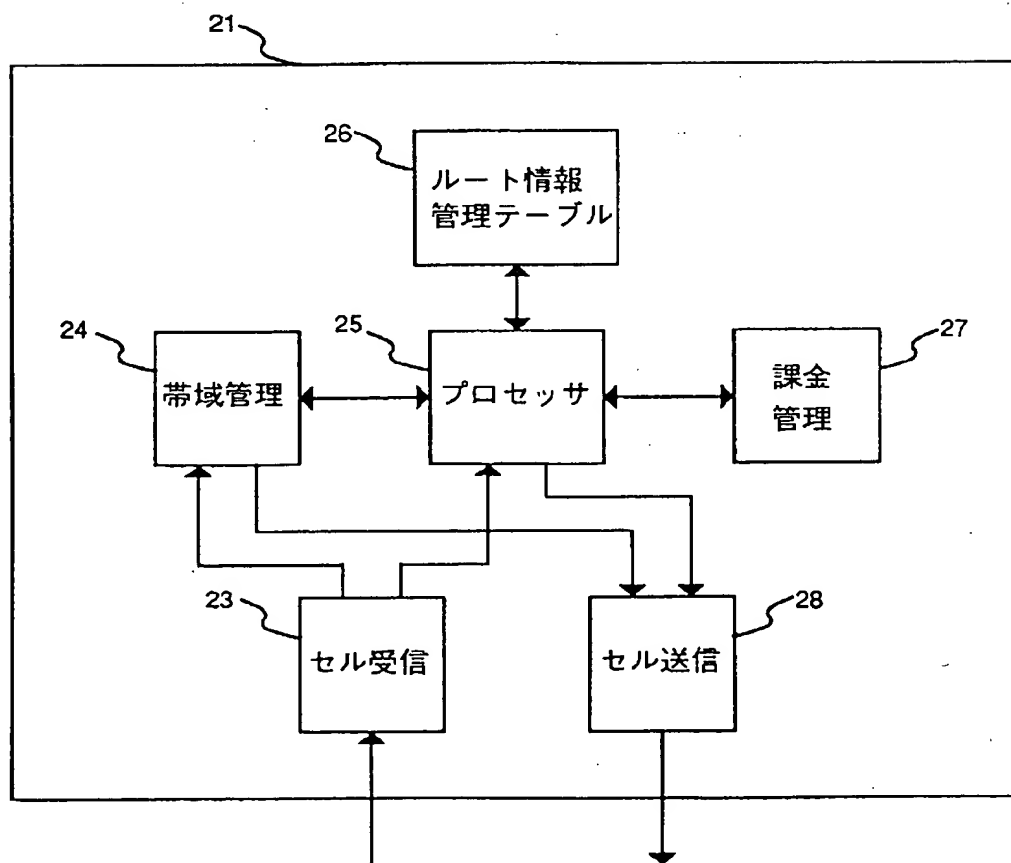 21
26
ルート情報
管理テーブル
24
帯域管理
25
プロセッサ
27
課金
管理
23
セル受信
28
セル送信